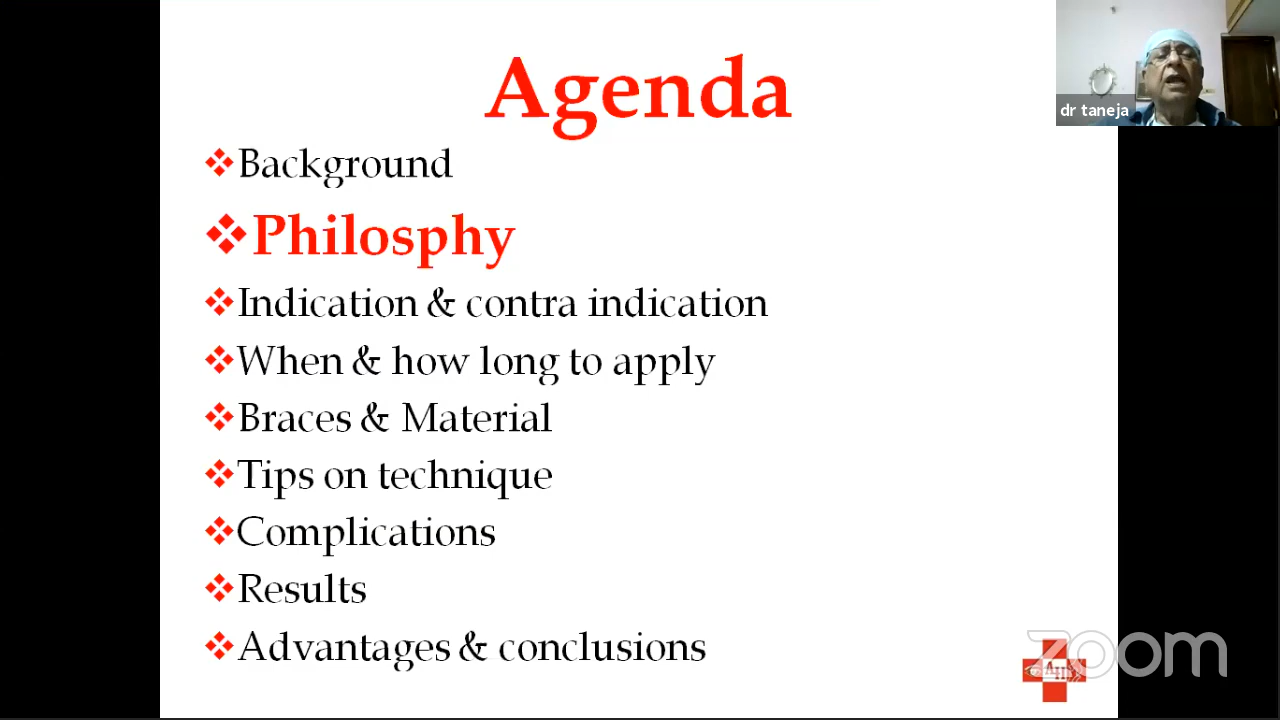 Agenda
dr taneja
Background
Philosphy
Indication & contra indication
When & how long to apply
Braces & Material
Tips on technique
Complications
Results
Advantages & conclusions
zoom